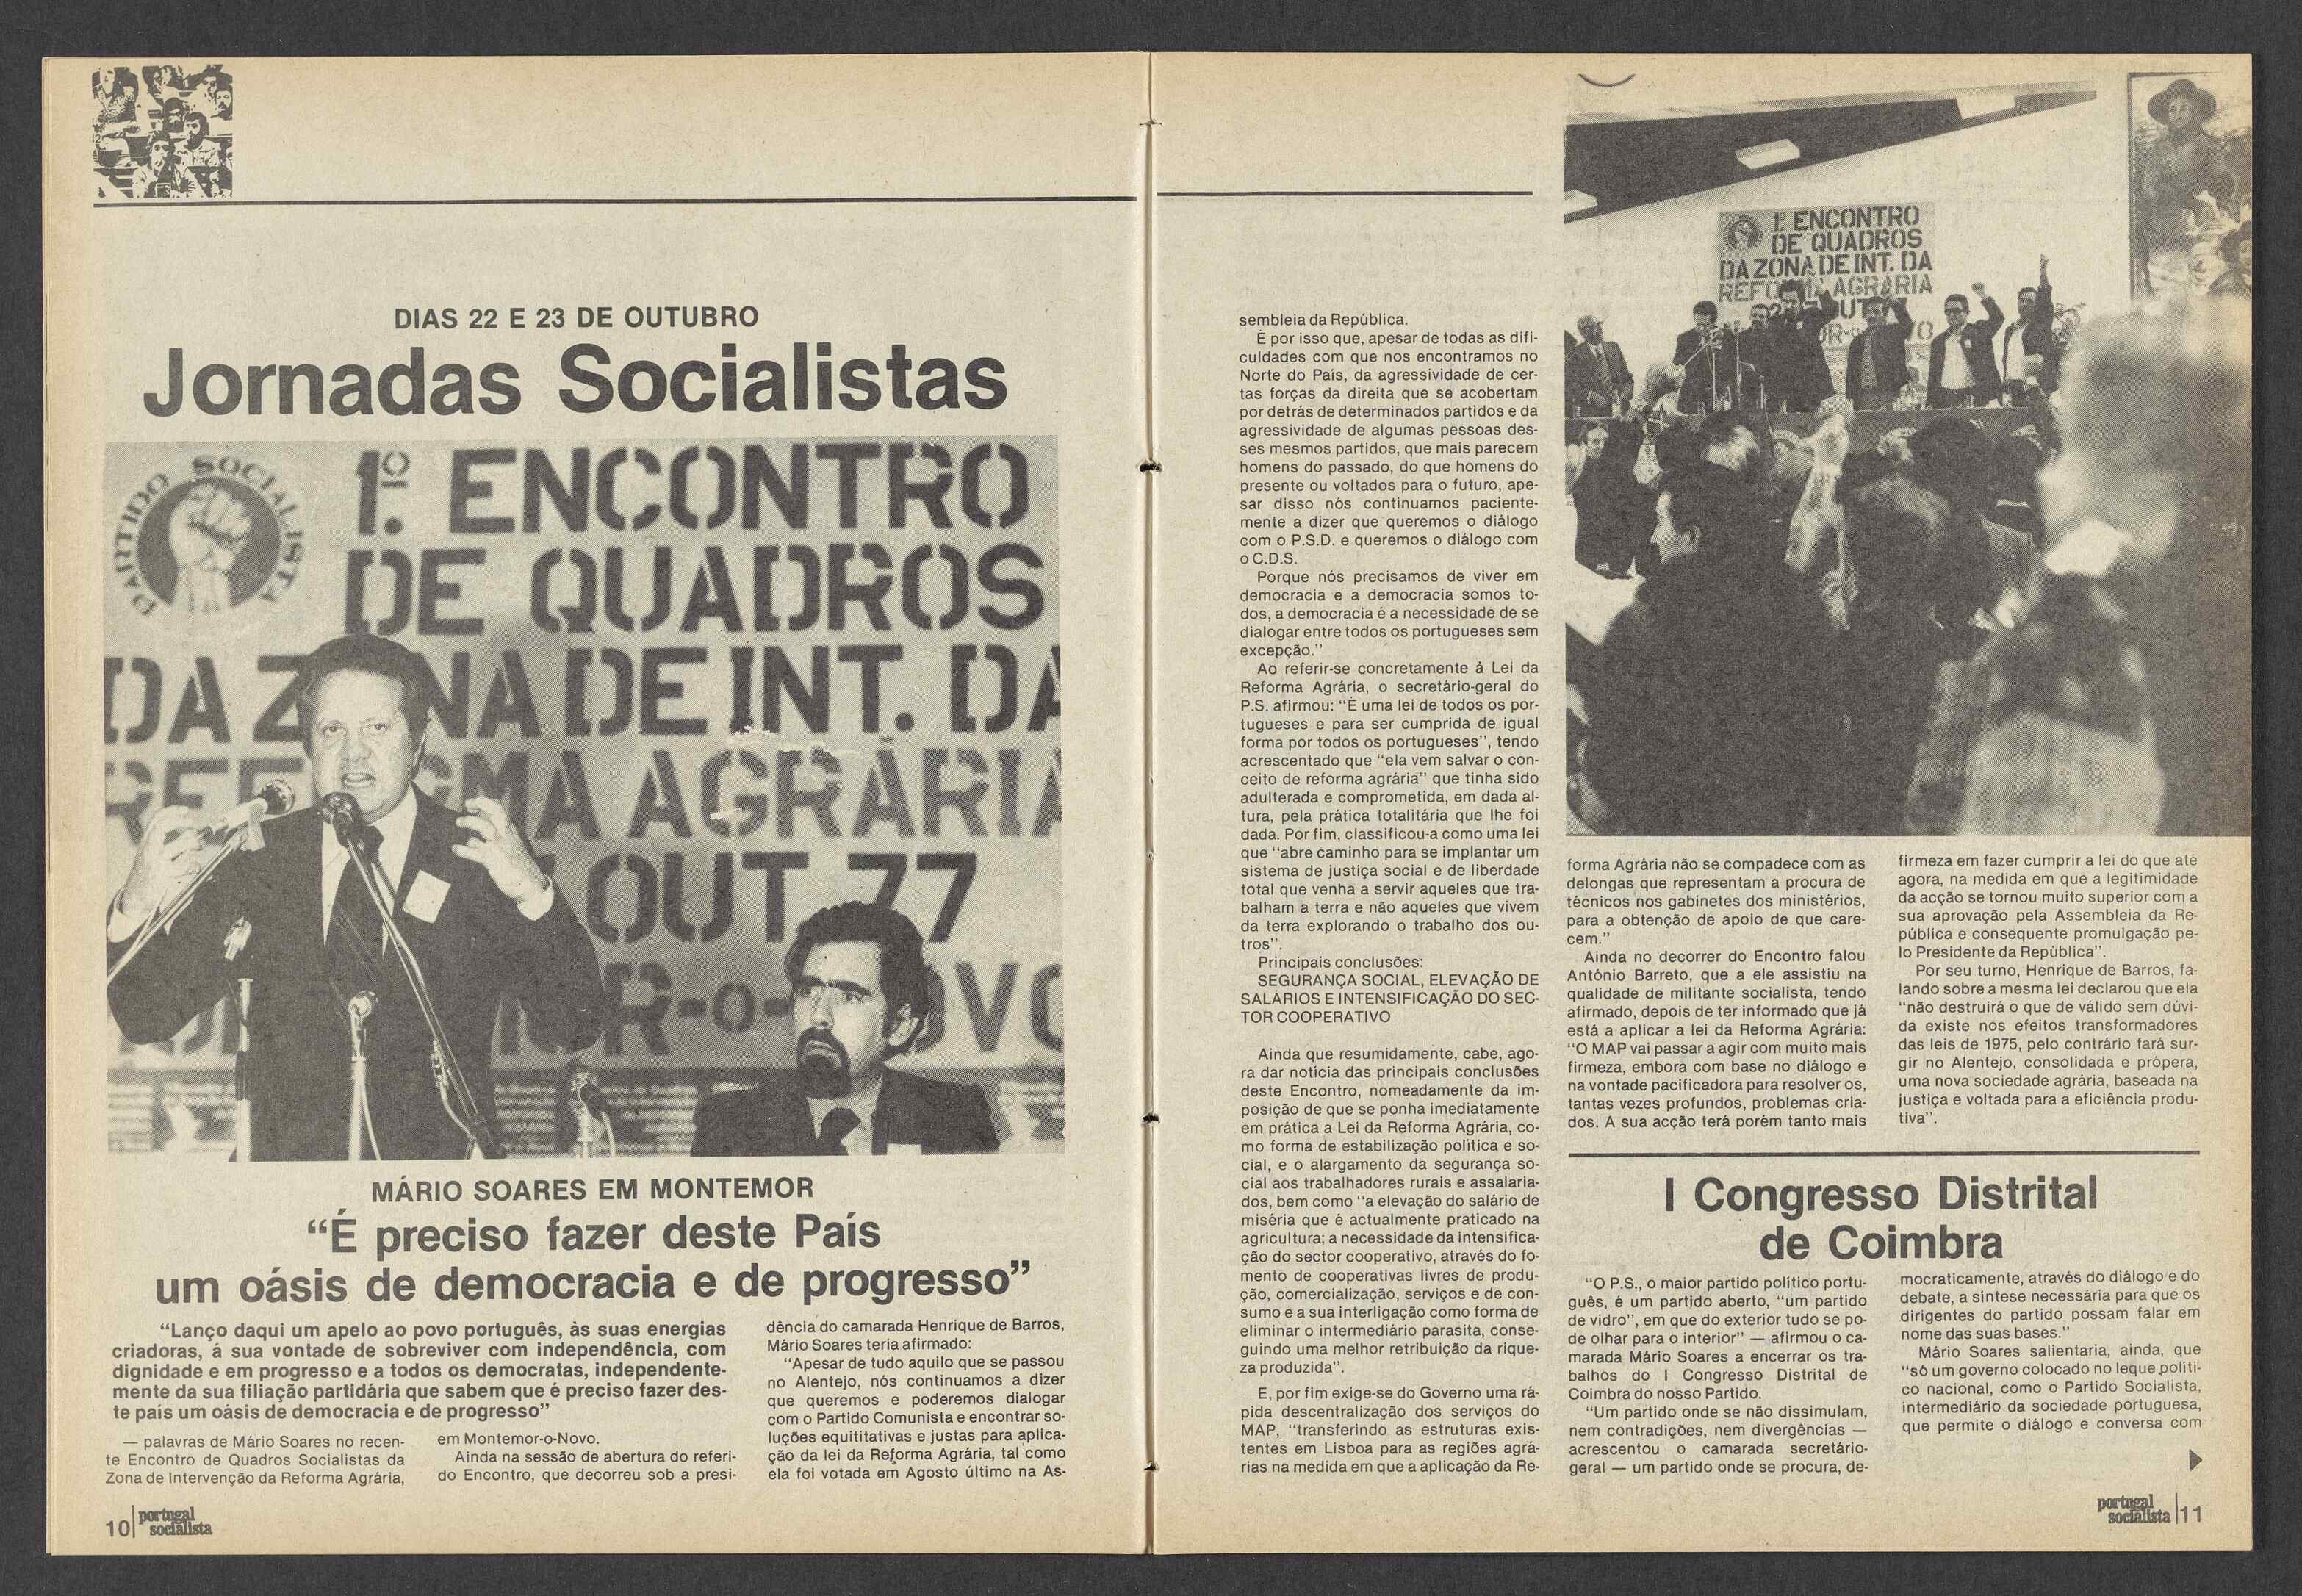 DIAS 22 E 23 DE OUTUBRO
Jornadas Socialistas
PARTIDO SOCIALISTA
1º. ENCONTRO
DE QUADROS
DA ZONA DE INT. DA
REFORMA AGRÁRIA
OUT 77
R-o-
OVO
MÁRIO SOARES EM MONTEMOR
“É preciso fazer deste País
um oásis de democracia e de progresso”
“Lanço daqui um apelo ao povo português, às suas energias
criadoras, á sua vontade de sobreviver com independência, com
dignidade e em progresso e a todos os democratas, independente-
mente da sua filiação partidária que sabem que é preciso fazer des-
te país um oásis de democracia e de progresso”
— palavras de Mário Soares no recen-
te Encontro de Quadros Socialistas da
Zona de Intervenção da Reforma Agrária,
em Montemor-o-Novo.
Ainda na sessão de abertura do referi-
do Encontro, que decorreu sob a presi-
dência do camarada Henrique de Barros,
Mário Soares teria afirmado:
“Apesar de tudo aquilo que se passou
no Alentejo, nós continuamos a dizer
que queremos e poderemos dialogar
com o Partido Comunista e encontrar so-
luções equititativas e justas para aplica-
ção da lei da Reforma Agrária, tal como
ela foi votada em Agosto último na As-
10
portugal
socialista
sembleia da República.
É por isso que, apesar de todas as difi-
culdades com que nos encontramos no
Norte do País, da agressividade de cer-
tas forças da direita que se acobertam
por detrás de determinados partidos e da
agressividade de algumas pessoas des-
ses mesmos partidos, que mais parecem
homens do passado, do que homens do
presente ou voltados para o futuro, ape-
sar disso nós continuamos paciente-
mente a dizer que queremos o diálogo
com o P.S.D. e queremos o diálogo com
o C.D.S.
Porque nós precisamos de viver em
democracia e a democracia somos to-
dos, a democracia é a necessidade de se
dialogar entre todos os portugueses sem
excepção.”
Ao referir-se concretamente à Lei da
Reforma Agrária, o secretário-geral do
P.S. afirmou: “É uma lei de todos os por-
tugueses e para ser cumprida de igual
forma por todos os portugueses”, tendo
acrescentado que “ela vem salvar o con-
ceito de reforma agrária” que tinha sido
adulterada e comprometida, em dada al-
tura, pela prática totalitária que lhe foi
dada. Por fim, classificou-a como uma lei
que “abre caminho para se implantar um
sistema de justiça social e de liberdade
total que venha a servir aqueles que tra-
balham a terra e não aqueles que vivem
da terra explorando o trabalho dos ou-
tros”.
Principais conclusões:
SEGURANÇA SOCIAL, ELEVAÇÃO DE
SALÁRIOS E INTENSIFICAÇÃO DO SEC-
TOR COOPERATIVO
Ainda que resumidamente, cabe, ago-
ra dar notícia das principais conclusões
deste Encontro, nomeadamente da im-
posição de que se ponha imediatamente
em prática a Lei da Reforma Agrária, co-
mo forma de estabilização política e so-
cial, e o alargamento da segurança so-
cial aos trabalhadores rurais e assalaria-
dos, bem como “a elevação do salário de
miséria que é actualmente praticado na
agricultura; a necessidade da intensifica-
ção do sector cooperativo, através do fo-
mento de cooperativas livres de produ-
ção, comercialização, serviços e de con-
sumo e a sua interligação como forma de
eliminar o intermediário parasita, conse-
guindo uma melhor retribuição da rique-
za produzida”.
E, por fim exige-se do Governo uma rá-
pida descentralização dos serviços do
MAP, “transferindo as estruturas exis-
tentes em Lisboa para as regiões agrá-
rias na medida em que a aplicação da Re-
1º. ENCONTRO
DE QUADROS
DA ZONA DE INT. DA
REFORMA AGRÁRIA
OUT
forma Agrária não se compadece com as
delongas que representam a procura de
técnicos nos gabinetes dos ministérios,
para a obtenção de apoio de que care-
cem.”
Ainda no decorrer do Encontro falou
António Barreto, que a ele assistiu na
qualidade de militante socialista, tendo
afirmado, depois de ter informado que já
está a aplicar a lei da Reforma Agrária:
“O MAP vai passar a agir com muito mais
firmeza, embora com base no diálogo e
na vontade pacificadora para resolver os,
tantas vezes profundos, problemas cria-
dos. A sua acção terá porém tanto mais
firmeza em fazer cumprir a lei do que até
agora, na medida em que a legitimidade
da acção se tornou muito superior com a
sua aprovação pela Assembleia da Re-
pública e consequente promulgação pe-
lo Presidente da República”.
Por seu turno, Henrique de Barros, fa-
lando sobre a mesma lei declarou que ela
“não destruirá o que de válido sem dúvi-
da existe nos efeitos transformadores
das leis de 1975, pelo contrário fará sur-
gir no Alentejo, consolidada e própera,
uma nova sociedade agrária, baseada na
justiça e voltada para a eficiência produ-
tiva”.
I Congresso Distrital
de Coimbra
“O P.S., o maior partido político portu-
guês, é um partido aberto, “um partido
de vidro”, em que do exterior tudo se po-
de olhar para o interior” — afirmou o ca-
marada Mário Soares a encerrar os tra-
balhos do I Congresso Distrital de
Coimbra do nosso Partido.
“Um partido onde se não dissimulam,
nem contradições, nem divergências —
acrescentou o camarada secretário-
geral — um partido onde se procura, de-
mocraticamente, através do diálogo e do
debate, a síntese necessária para que os
dirigentes do partido possam falar em
nome das suas bases.”
Mário Soares salientaria, ainda, que
“só um governo colocado no leque políti-
co nacional, como o Partido Socialista,
intermediário da sociedade portuguesa,
que permite o diálogo e conversa com
portugal
socialista
11